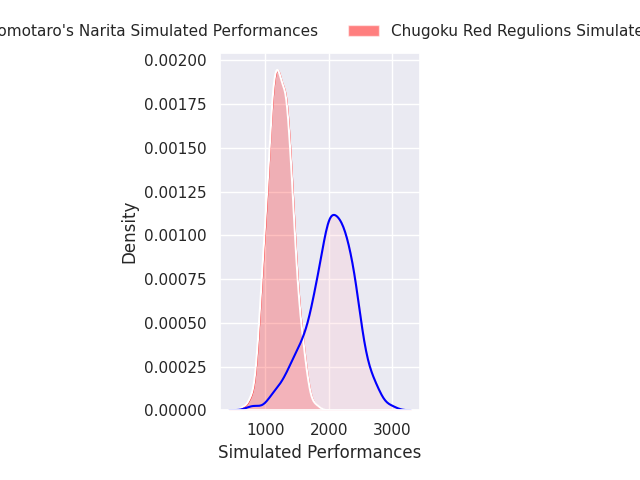 omotaro's Narita Simulated Performances
Chugoku Red Regulions Simulate
0.00200
0.00175
0.00150
0.00125
0.00100
0.00075
0.00050
0.00025
0.00000
Density
1000 2000 3000
Simulated Performances